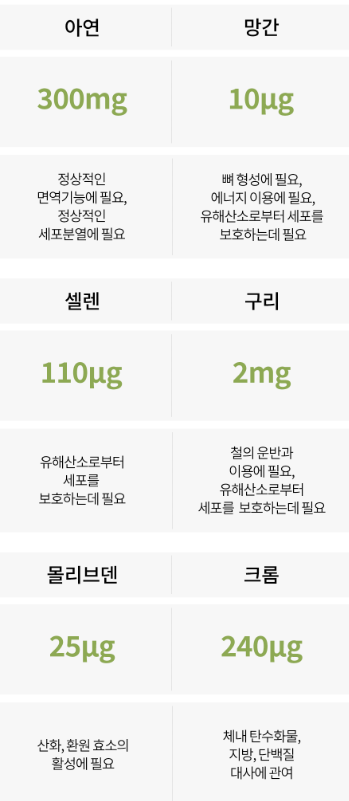 아연
망간
300mg
10µg
정상적인
면역기능에 필요,
정상적인
세포분열에 필요
뼈 형성에 필요,
에너지 이용에 필요,
유해산소로부터 세포를
보호하는데 필요
셀렌
구리
110µg
2mg
유해산소로부터
세포를
보호하는데 필요
철의 운반과
이용에 필요,
유해산소로부터
세포를 보호하는데 필요
몰리브덴
크롬
25µg
240µg
산화, 환원 효소의
활성에 필요
체내 탄수화물,
지방, 단백질
대사에 관여